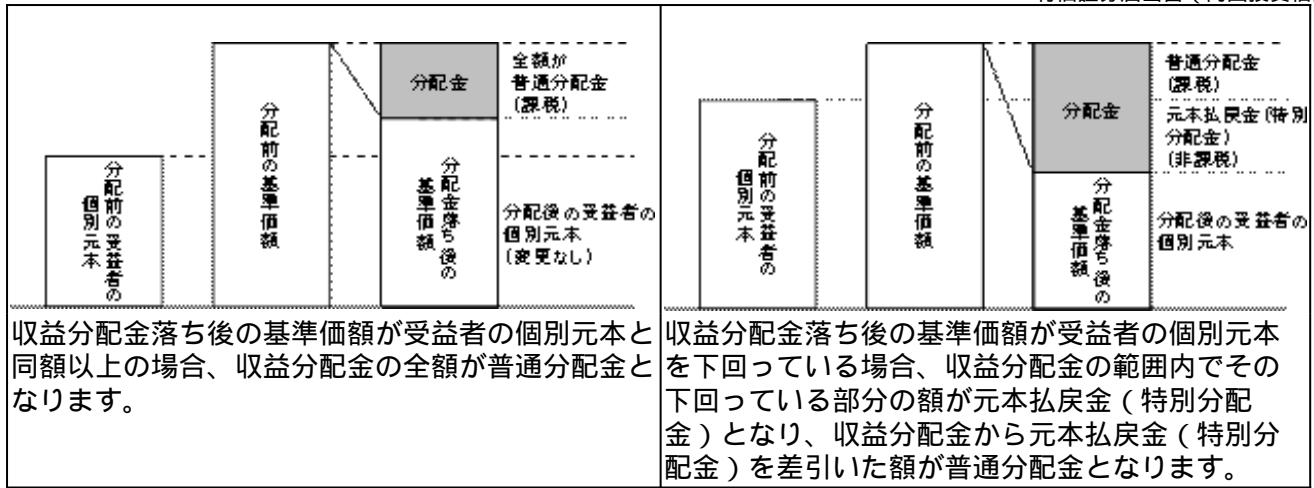 分配前の受益者の
個別元本
分配前の基準価額
分配金
分配金落ち後の
基準価額
全額が
普通分配金
(課税)
分配後の受益者の
個別元本
(変更なし)
収益分配金落ち後の基準価額が受益者の個別元本と
同額以上の場合、収益分配金の全額が普通分配金と
なります。
分配前の受益者の
個別元本
分配前の基準価額
分配金
分配金落ち後の
基準価額
普通分配金
(課税)
元本払戻金(特別
分配金)
(非課税)
分配後の受益者の
個別元本
収益分配金落ち後の基準価額が受益者の個別元本
を下回っている場合、収益分配金の範囲内でその
下回っている部分の額が元本払戻金(特別分配
金)となり、収益分配金から元本払戻金(特別分
配金)を差引いた額が普通分配金となります。